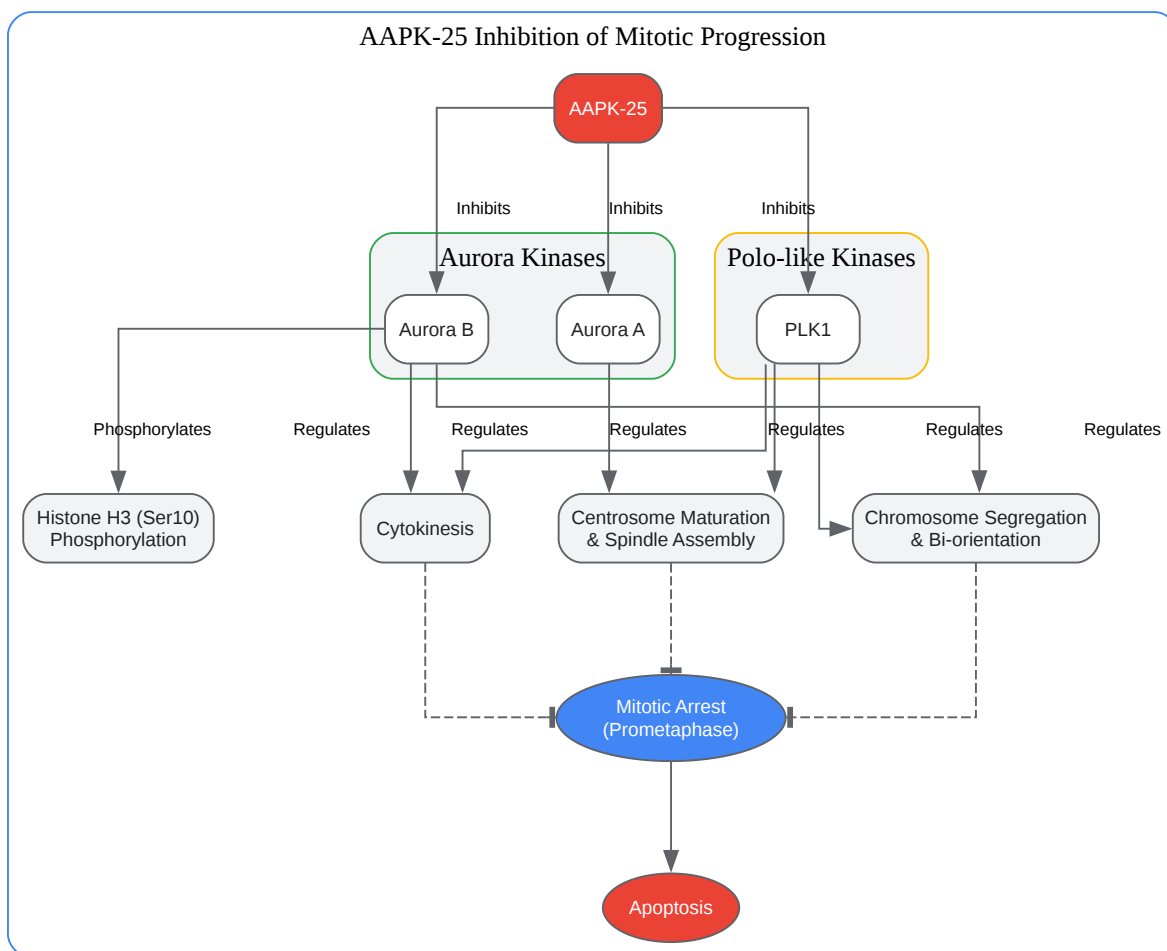 AAPK-25 Inhibition of Mitotic Progression
AAPK-25
Inhibits
Inhibits
Inhibits
Aurora Kinases
Polo-like Kinases
Aurora B
Aurora A
PLK1
Phosphorylates
Regulates
Regulates
Regulates
Regulates
Regulates
Regulates
Histone H3 (Ser10)
Phosphorylation
Cytokinesis
Centrosome Maturation
& Spindle Assembly
Chromosome Segregation
& Bi-orientation
Mitotic Arrest
(Prometaphase)
Apoptosis